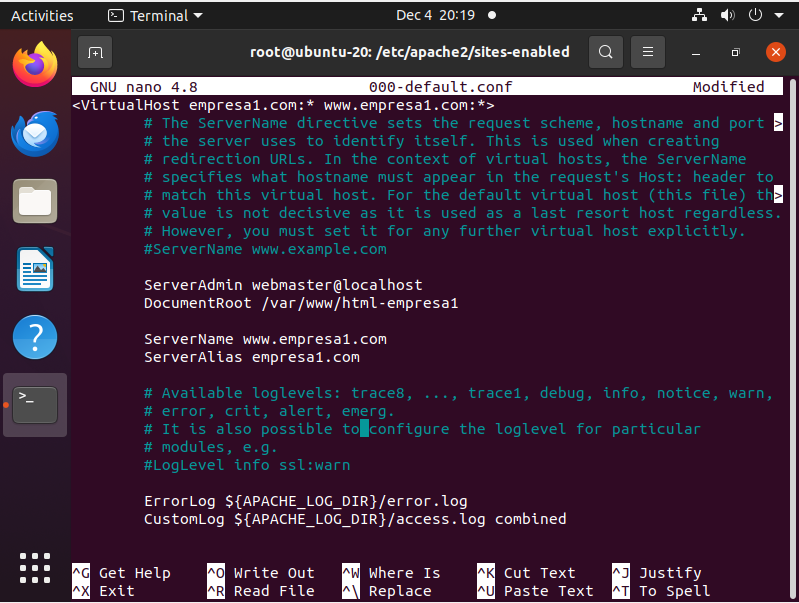 Activities Terminal Dec 4 20:19
root@ubuntu-20: /etc/apache2/sites-enabled
GNU nano 4.8 000-default.conf Modified
<VirtualHost empresa1.com:* www.empresa1.com:*>
# The ServerName directive sets the request scheme, hostname and port >
# the server uses to identify itself. This is used when creating
# redirection URLs. In the context of virtual hosts, the ServerName
# specifies what hostname must appear in the request's Host: header to
# match this virtual host. For the default virtual host (this file) th>
# value is not decisive as it is used as a last resort host regardless.
# However, you must set it for any further virtual host explicitly.
#ServerName www.example.com
ServerAdmin webmaster@localhost
DocumentRoot /var/www/html-empresa1
ServerName www.empresa1.com
ServerAlias empresa1.com
# Available loglevels: trace8, ..., trace1, debug, info, notice, warn,
# error, crit, alert, emerg.
# It is also possible to configure the loglevel for particular
# modules, e.g.
#LogLevel info ssl:warn
ErrorLog ${APACHE_LOG_DIR}/error.log
CustomLog ${APACHE_LOG_DIR}/access.log combined
^G Get Help ^O Write Out ^W Where Is ^K Cut Text ^J Justify
^X Exit ^R Read File ^\ Replace ^U Paste Text ^T To Spell